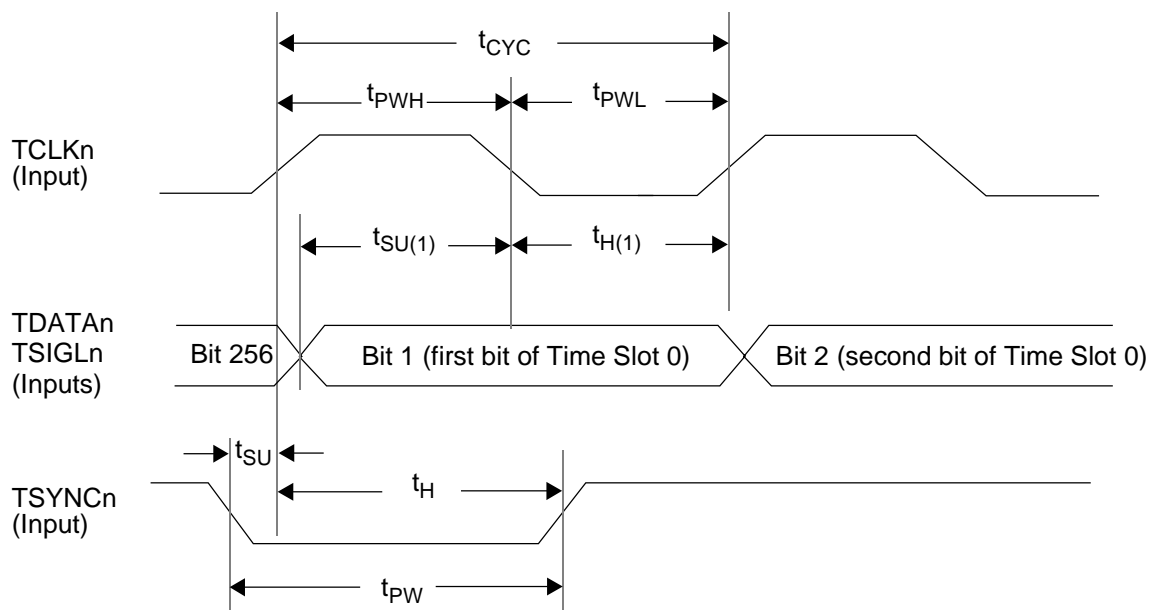 tCYC
tPWH
tPWL
TCLKn
(Input)
tSU(1)
tH(1)
TDATAn
TSIGLn
(Inputs)
Bit 256
Bit 1 (first bit of Time Slot 0)
Bit 2 (second bit of Time Slot 0)
tSU
TSYNCn
(Input)
tH
tPW